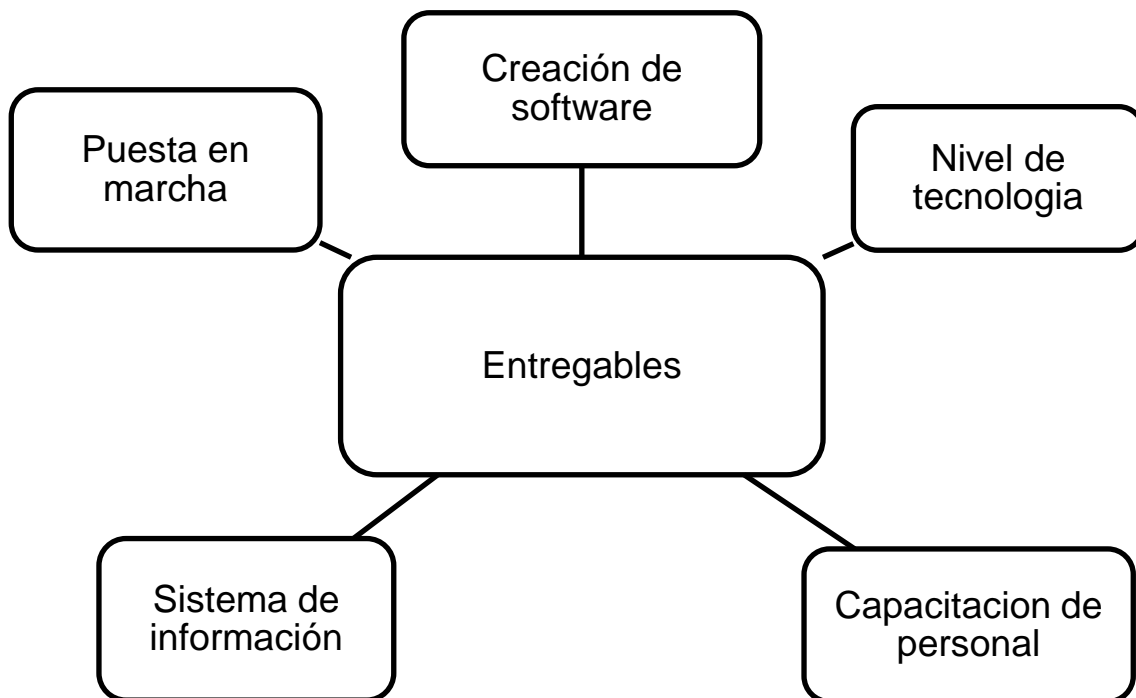 Creación de
software
Puesta en
marcha
Nivel de
tecnologia
Entregables
Sistema de
información
Capacitacion de
personal